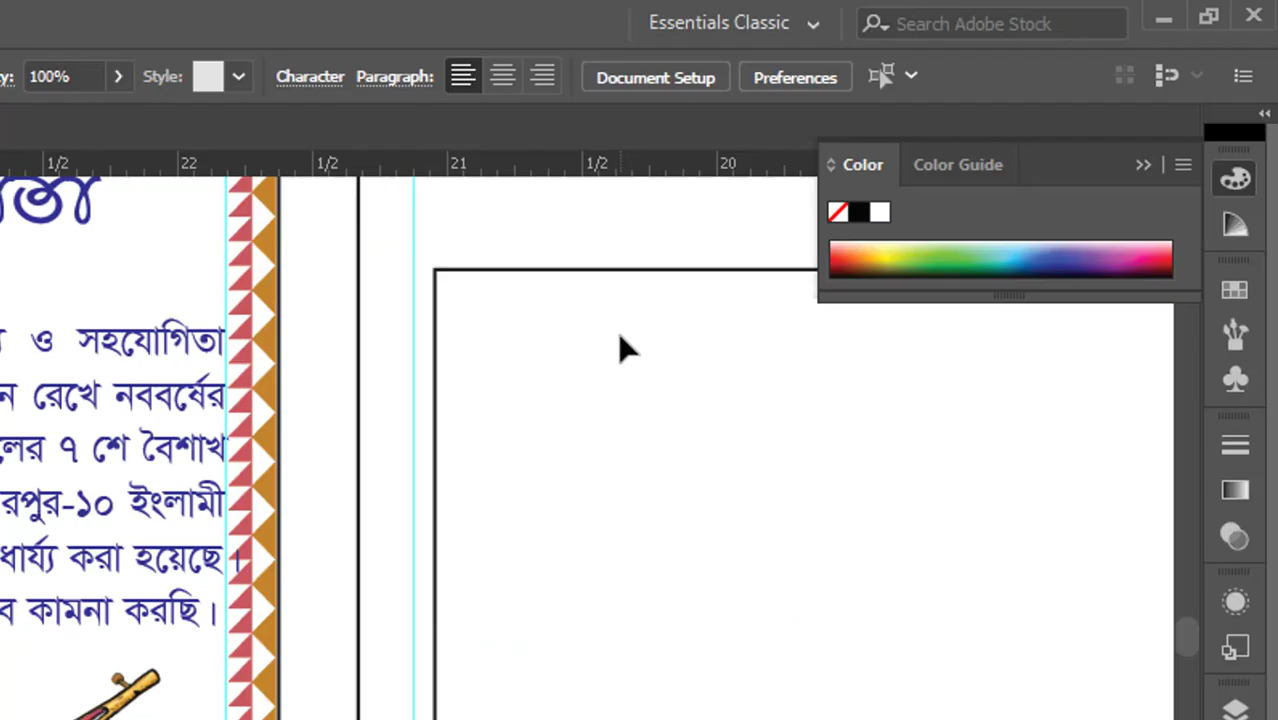 Essentials Classic
Search Adobe Stock
100%
Style:
Character
Paragraph:
Document Setup
Preferences
1/2
22
1/2
21
1/2
20
Color
Color Guide
ও সহযোগিতা
রেখে নববর্ষের
৭ শে বৈশাখ
রপুর-১০ ইংলামী
ধার্য্য করা হয়েছে।
কামনা করছি।